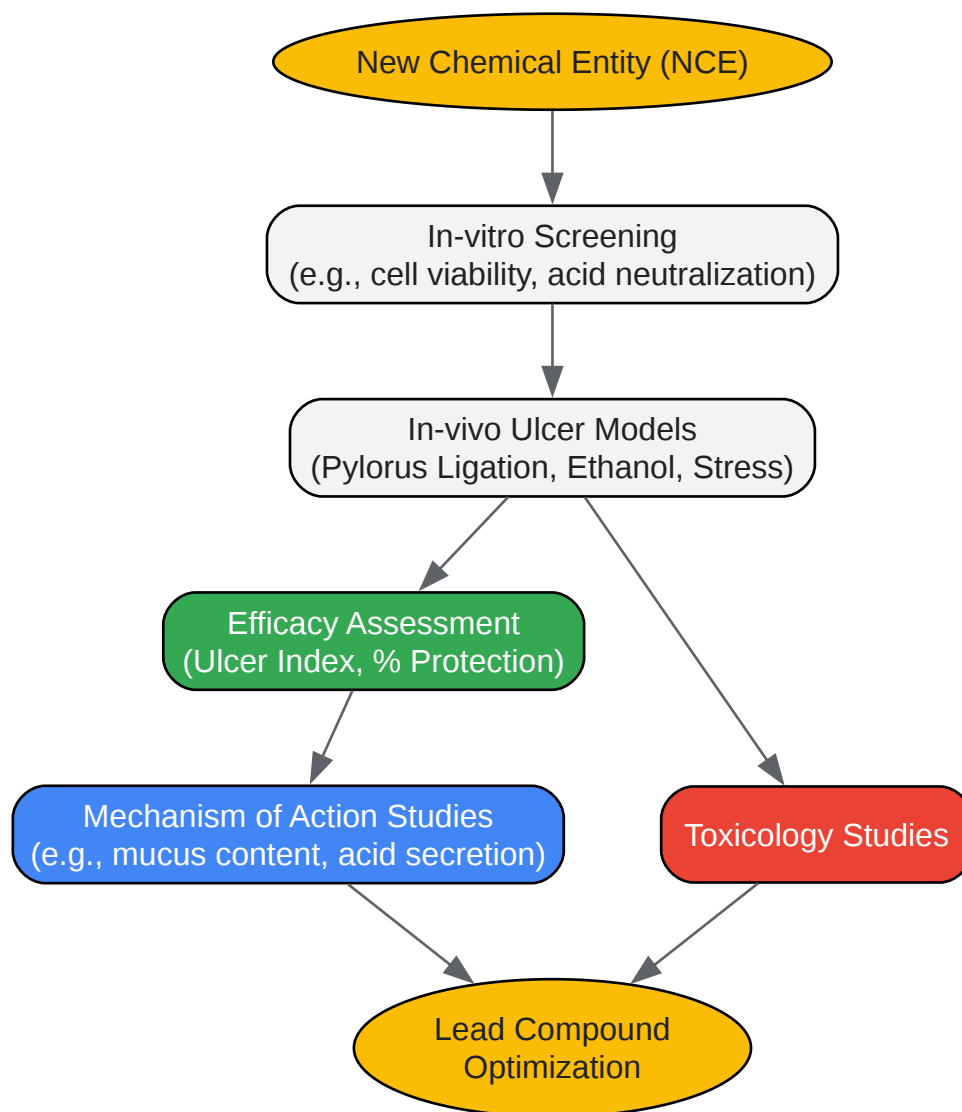 New Chemical Entity (NCE)
In-vitro Screening
(e.g., cell viability, acid neutralization)
In-vivo Ulcer Models
(Pylorus Ligation, Ethanol, Stress)
Efficacy Assessment
(Ulcer Index, % Protection)
Mechanism of Action Studies
(e.g., mucus content, acid secretion)
Toxicology Studies
Lead Compound
Optimization